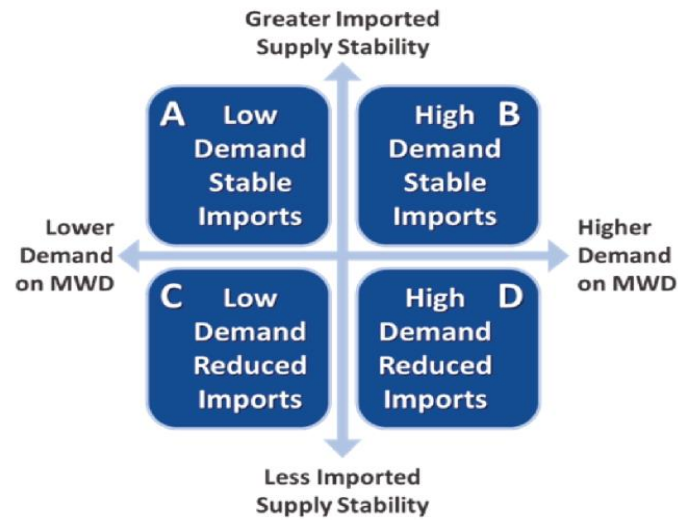 Greater Imported
Supply Stability
A Low
Demand
Stable
Imports
High B
Demand
Stable
Imports
Lower
Demand
on MWD
Higher
Demand
on MWD
C Low
Demand
Reduced
Imports
High D
Demand
Reduced
Imports
Less Imported
Supply Stability